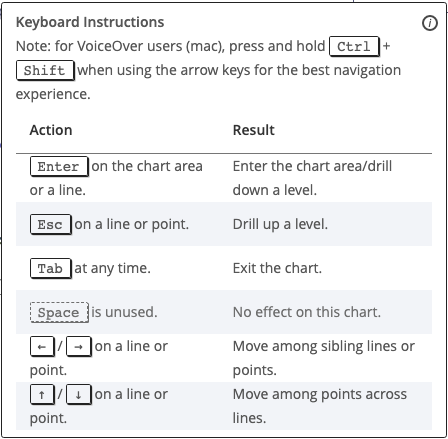 Keyboard Instructions
Note: for VoiceOver users (mac), press and hold Ctrl +
Shift when using the arrow keys for the best navigation
experience.
Action Result
Enter on the chart area Enter the chart area/drill
or a line. down a level.
Esc on a line or point. Drill up a level.
Tab at any time. Exit the chart.
Space is unused. No effect on this chart.
← / → on a line or Move among sibling lines or
point. points.
↑ / ↓ on a line or Move among points across
point. lines.